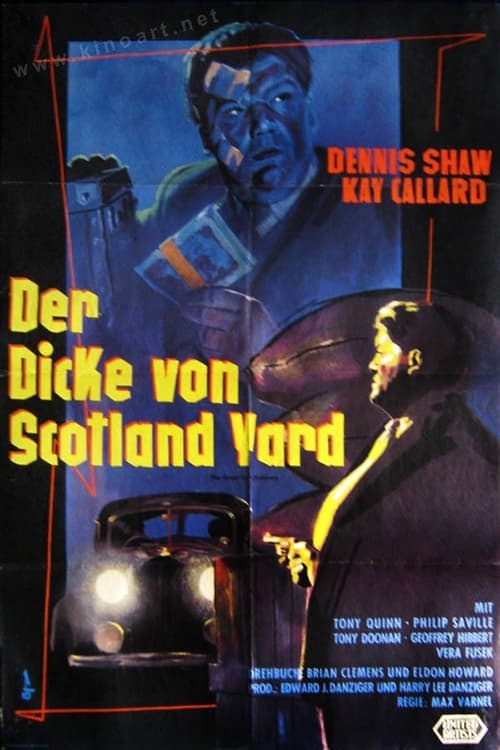 www.kinoart.net
DENNIS SHAW
KAY CALLARD
Der
Dicke von
Scotland Yard
MIT
TONY QUINN · PHILIP SAVILLE
TONY DOONAN · GEOFFREY HIBBERT
VERA FUSEK
DREHBUCH: BRIAN CLEMENS UND ELDON HOWARD
PROD.: EDWARD J. DANZIGER UND HARRY LEE DANZIGER
REGIE: MAX VARNEL
UNITED
ARTISTS